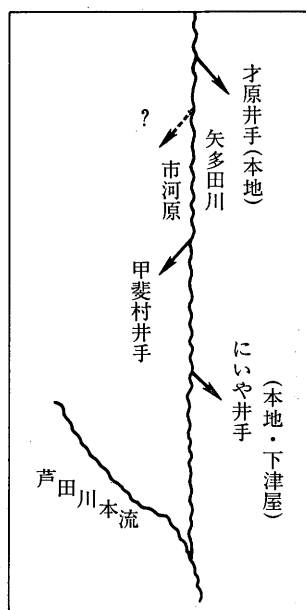 才原井手(本地)
矢多田川
?
市河原
甲斐村井手
にいや井手
(本地・下津屋)
芦田川本流